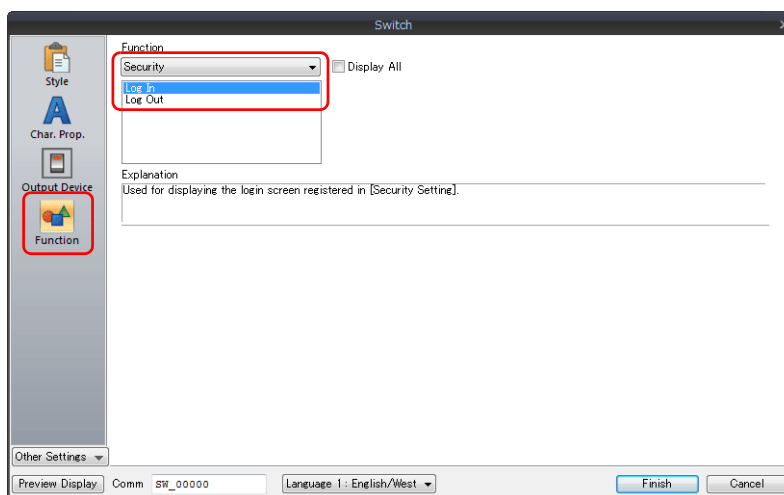 Switch
Style
Char. Prop.
Output Device
Function
Function
Security
Display All
Log In
Log Out
Explanation
Used for displaying the login screen registered in [Security Setting].
Other Settings
Preview Display
Comm
SW_00000
Language 1 : English/West
Finish
Cancel